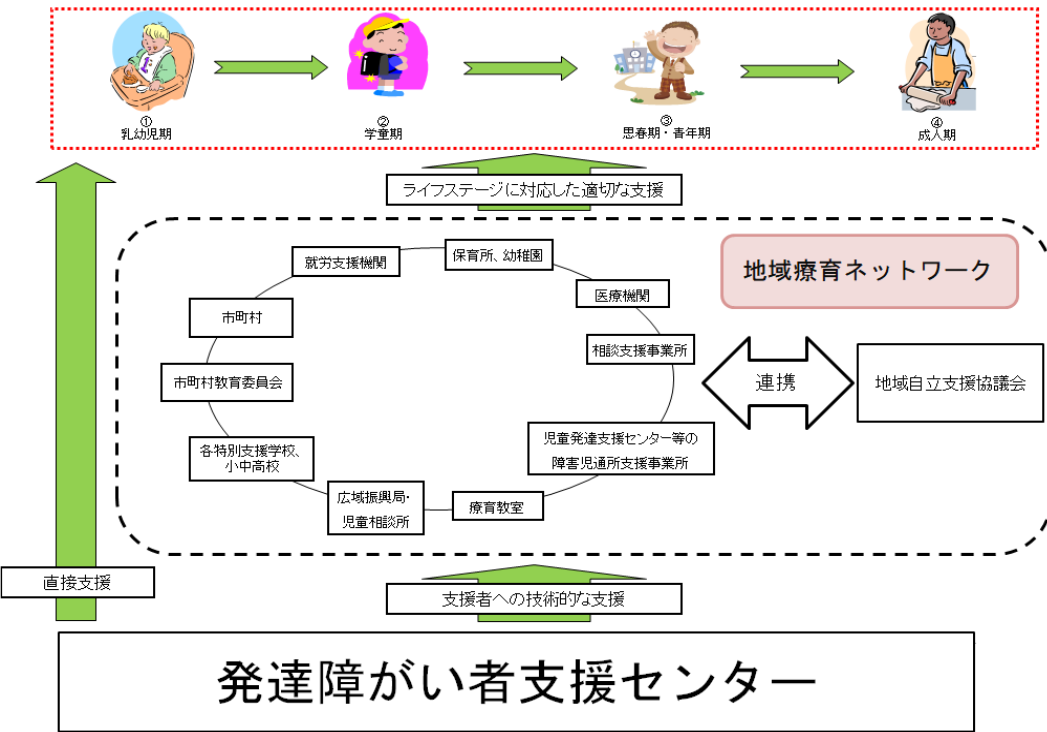 ①
乳幼児期
②
学童期
③
思春期・青年期
④
成人期
ライフステージに対応した適切な支援
地域療育ネットワーク
就労支援機関
保育所、幼稚園
医療機関
市町村
相談支援事業所
市町村教育委員会
連携
地域自立支援協議会
各特別支援学校、
小中高校
児童発達支援センター等の
障害児通所支援事業所
広域振興局・
児童相談所
療育教室
直接支援
支援者への技術的な支援
発達障がい者支援センター